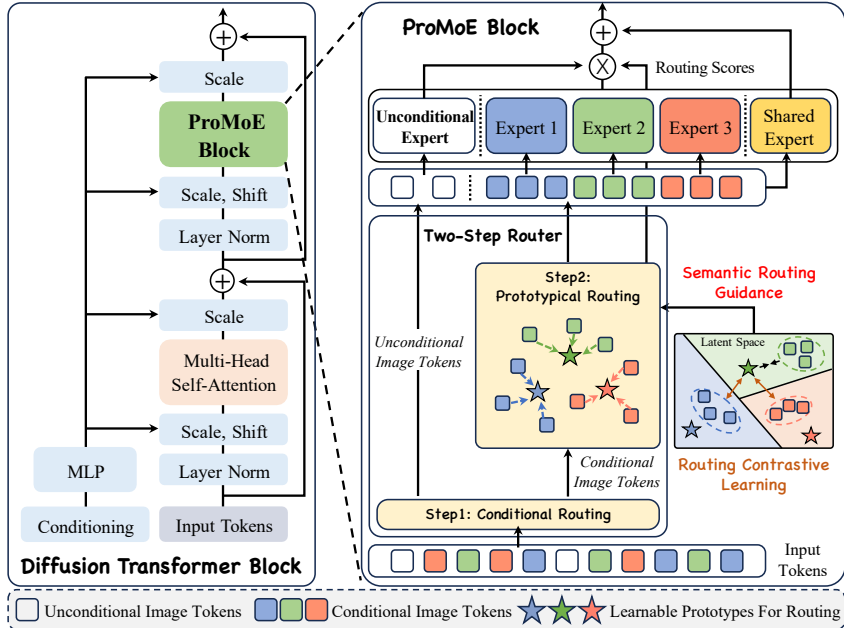 Scale
ProMoE
Block
Scale, Shift
Layer Norm
Scale
Multi-Head
Self-Attention
Scale, Shift
MLP
Layer Norm
Conditioning
Input Tokens
Diffusion Transformer Block
ProMoE Block
Routing Scores
Unconditional
Expert
Expert 1
Expert 2
Expert 3
Shared
Expert
Two-Step Router
Step2:
Prototypical Routing
Unconditional
Image Tokens
Semantic Routing
Guidance
Latent Space
Routing Contrastive
Learning
Conditional
Image Tokens
Step1: Conditional Routing
Input
Tokens
Unconditional Image Tokens
Conditional Image Tokens
Learnable Prototypes For Routing